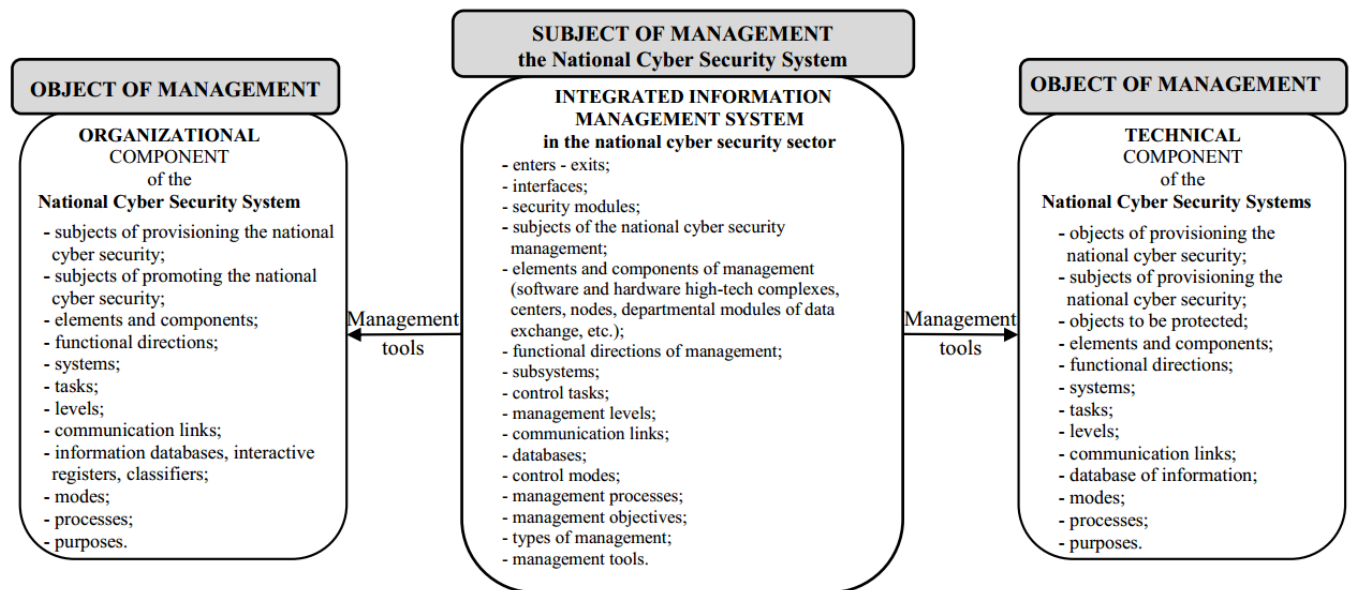 OBJECT OF MANAGEMENT
ORGANIZATIONAL
COMPONENT
of the
National Cyber Security System
- subjects of provisioning the national
cyber security;
- subjects of promoting the national
cyber security;
- elements and components;
- functional directions;
- systems;
- tasks;
- levels;
- communication links;
- information databases, interactive
registers, classifiers;
- modes;
- processes;
- purposes.
Management
tools
SUBJECT OF MANAGEMENT
the National Cyber Security System
INTEGRATED INFORMATION
MANAGEMENT SYSTEM
in the national cyber security sector
- enters - exits;
- interfaces;
- security modules;
- subjects of the national cyber security
management;
- elements and components of management
(software and hardware high-tech complexes,
centers, nodes, departmental modules of data
exchange, etc.);
- functional directions of management;
- subsystems;
- control tasks;
- management levels;
- communication links;
- databases;
- control modes;
- management processes;
- management objectives;
- types of management;
- management tools.
Management
tools
OBJECT OF MANAGEMENT
TECHNICAL
COMPONENT
of the
National Cyber Security Systems
- objects of provisioning the
national cyber security;
- subjects of provisioning the
national cyber security;
- objects to be protected;
- elements and components;
- functional directions;
- systems;
- tasks;
- levels;
- communication links;
- database of information;
- modes;
- processes;
- purposes.